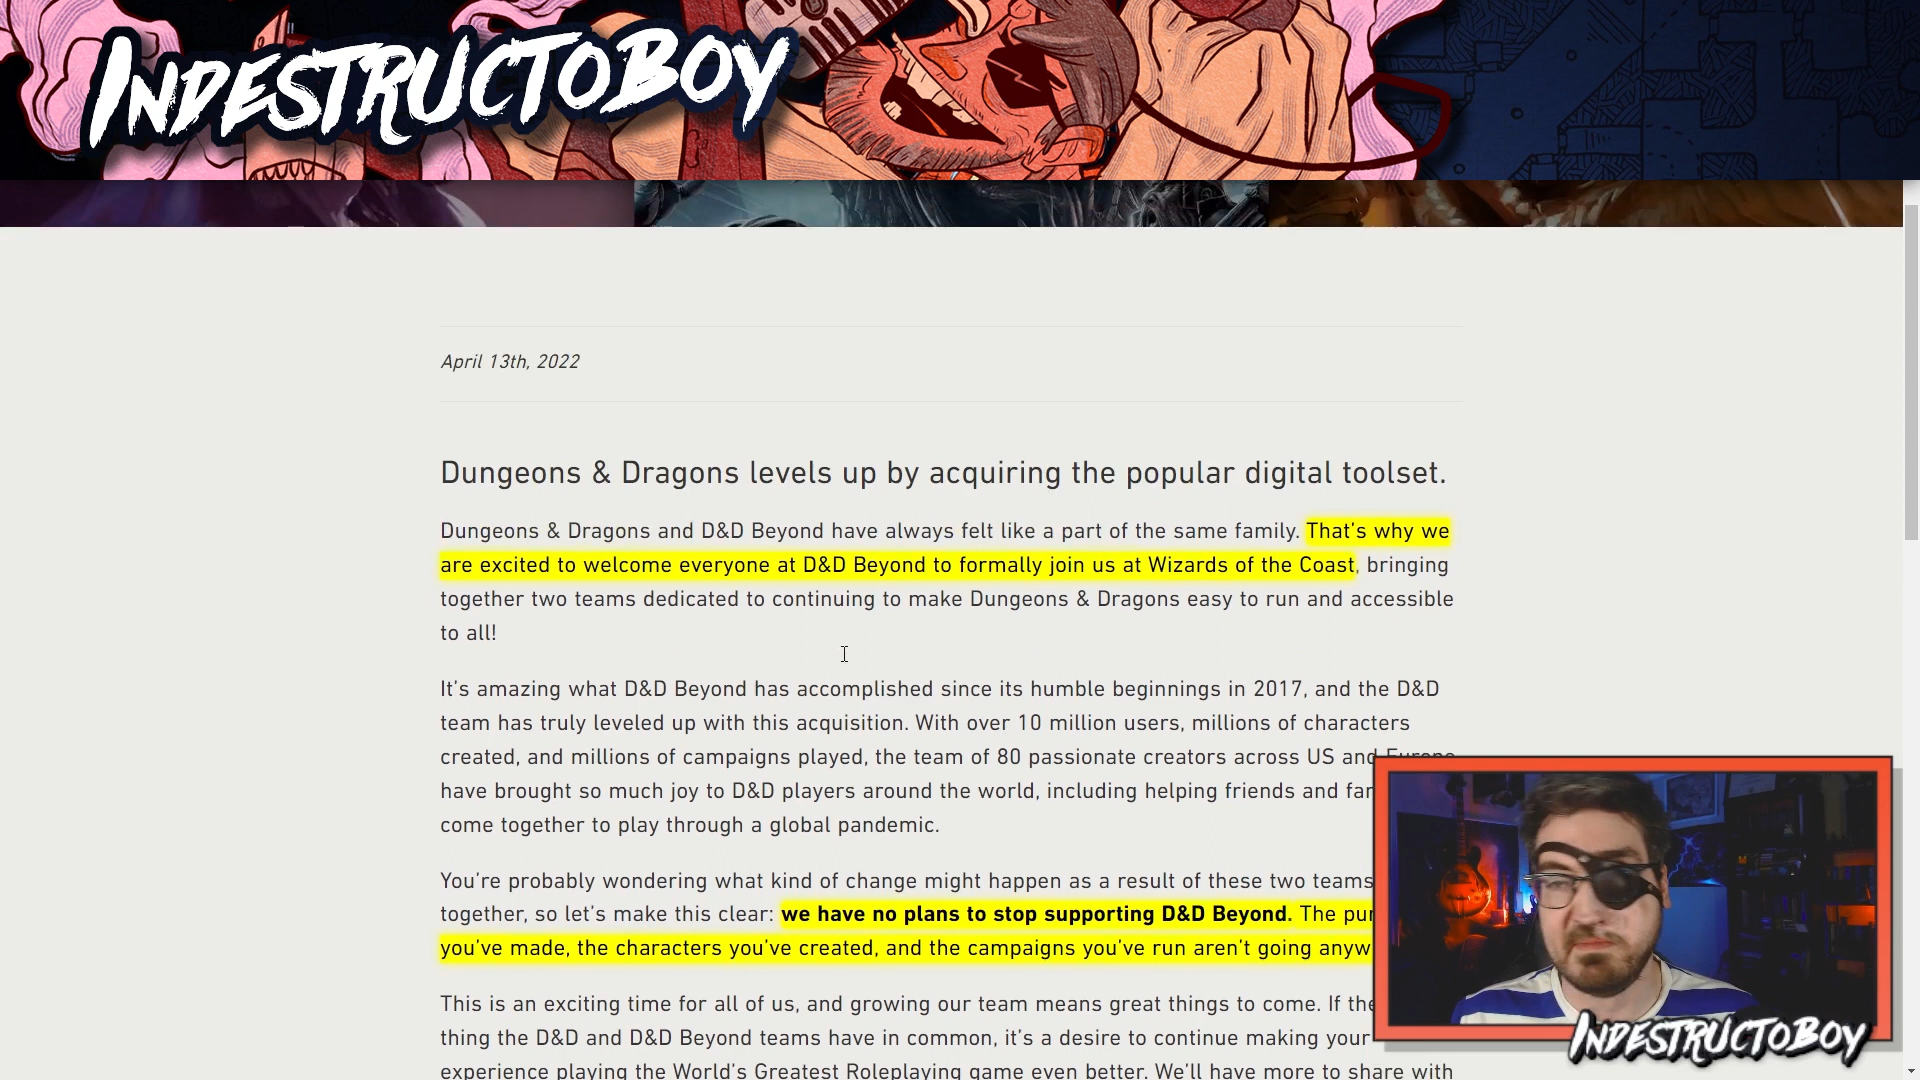 INDESTRUCTOBOY
April 13th, 2022
Dungeons & Dragons levels up by acquiring the popular digital toolset.
Dungeons & Dragons and D&D Beyond have always felt like a part of the same family. That's why we
are excited to welcome everyone at D&D Beyond to formally join us at Wizards of the Coast, bringing
together two teams dedicated to continuing to make Dungeons & Dragons easy to run and accessible
to all!
It's amazing what D&D Beyond has accomplished since its humble beginnings in 2017, and the D&D
team has truly leveled up with this acquisition. With over 10 million users, millions of characters
created, and millions of campaigns played, the team of 80 passionate creators across US and Europe
have brought so much joy to D&D players around the world, including helping friends and
come together to play through a global pandemic.
You're probably wondering what kind of change might happen as a result of these two teams
together, so let's make this clear: we have no plans to stop supporting D&D Beyond. The
you've made, the characters you've created, and the campaigns you've run aren't going
This is an exciting time for all of us, and growing our team means great things to come. If
thing the D&D and D&D Beyond teams have in common, it's a desire to continue making your
experience playing the World's Greatest Roleplaying game even better. We'll have more to share with
INDESTRUCTOBOY